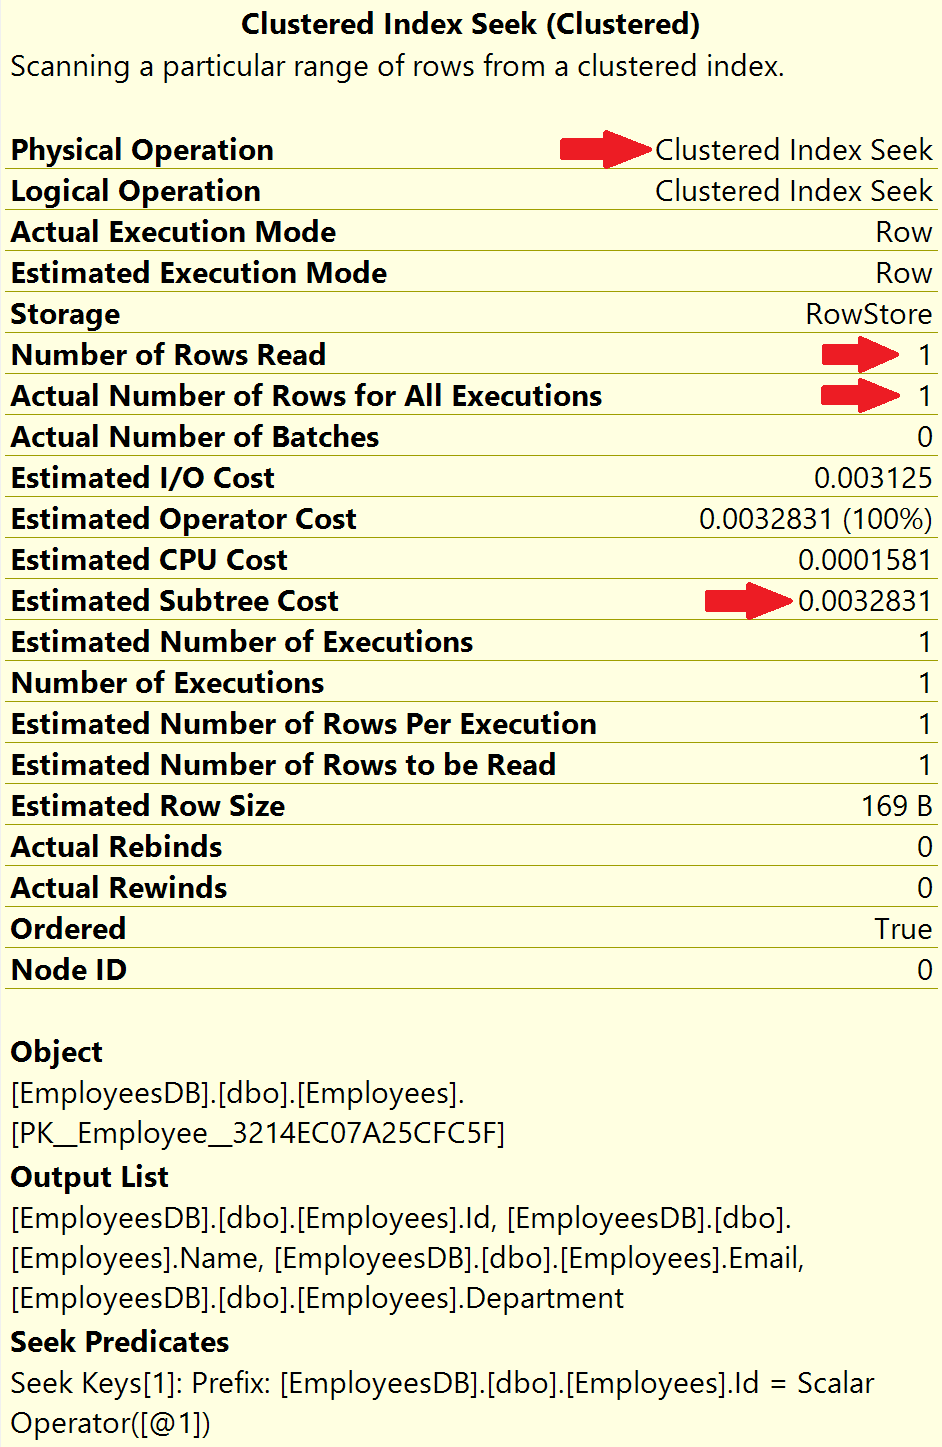 Clustered Index Seek (Clustered)
Scanning a particular range of rows from a clustered index.
Physical Operation Clustered Index Seek
Logical Operation Clustered Index Seek
Actual Execution Mode Row
Estimated Execution Mode Row
Storage RowStore
Number of Rows Read 1
Actual Number of Rows for All Executions 1
Actual Number of Batches 0
Estimated I/O Cost 0.003125
Estimated Operator Cost 0.0032831 (100%)
Estimated CPU Cost 0.0001581
Estimated Subtree Cost 0.0032831
Estimated Number of Executions 1
Number of Executions 1
Estimated Number of Rows Per Execution 1
Estimated Number of Rows to be Read 1
Estimated Row Size 169 B
Actual Rebinds 0
Actual Rewinds 0
Ordered True
Node ID 0
Object
[EmployeesDB].[dbo].[Employees].
[PK__Employee__3214EC07A25CFC5F]
Output List
[EmployeesDB].[dbo].[Employees].Id, [EmployeesDB].[dbo].
[Employees].Name, [EmployeesDB].[dbo].[Employees].Email,
[EmployeesDB].[dbo].[Employees].Department
Seek Predicates
Seek Keys[1]: Prefix: [EmployeesDB].[dbo].[Employees].Id = Scalar
Operator([@1])